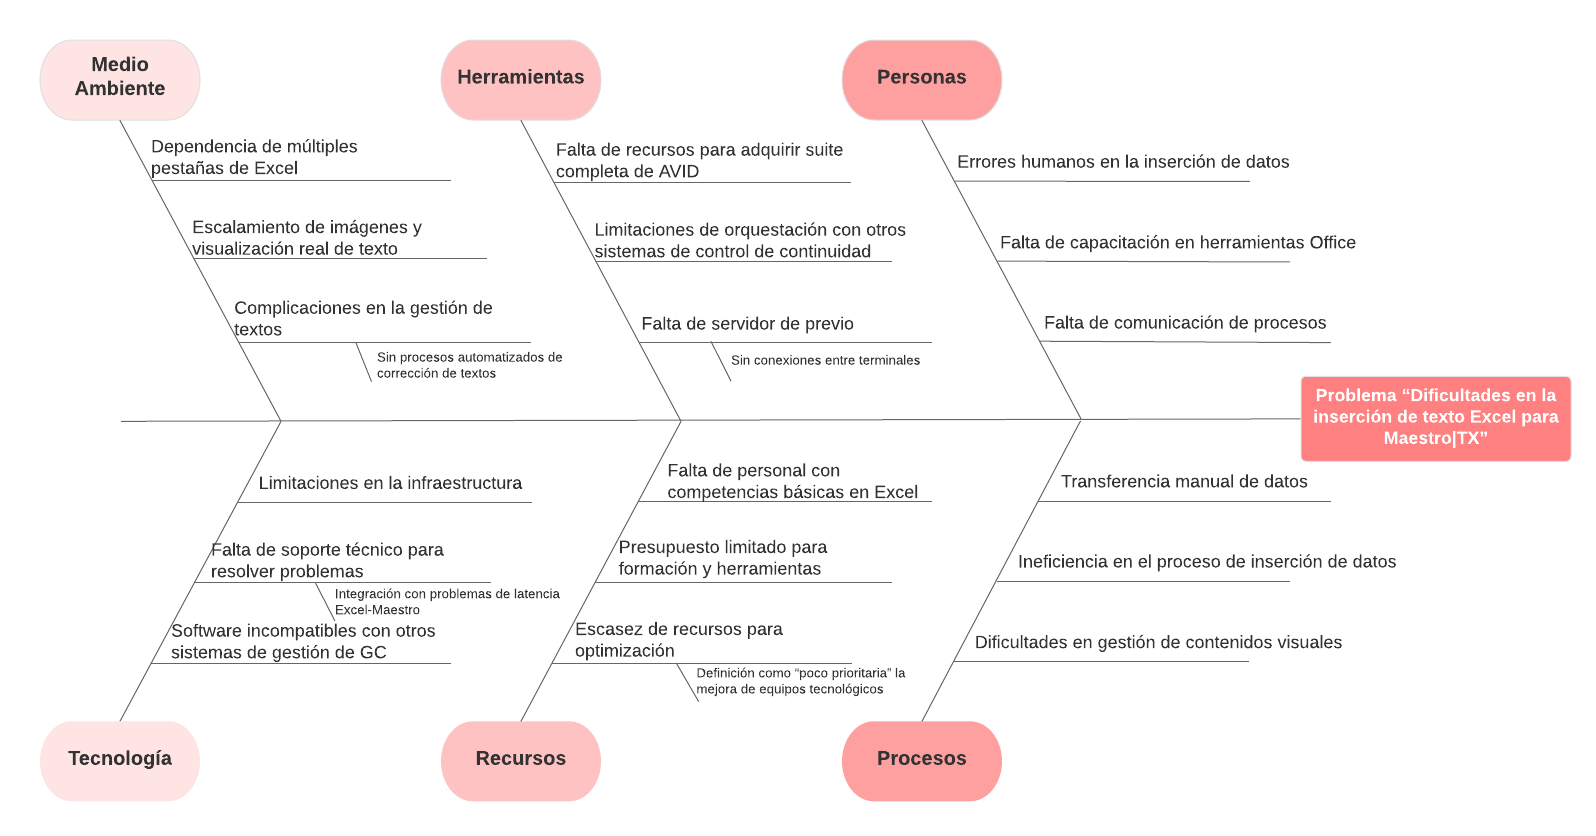 Medio
Ambiente
Herramientas
Personas
Dependencia de múltiples
pestañas de Excel
Escalamiento de imágenes y
visualización real de texto
Complicaciones en la gestión de
textos
Sin procesos automatizados de
corrección de textos
Falta de recursos para adquirir suite
completa de AVID
Limitaciones de orquestación con otros
sistemas de control de continuidad
Falta de servidor de previo
Sin conexiones entre terminales
Errores humanos en la inserción de datos
Falta de capacitación en herramientas Office
Falta de comunicación de procesos
Problema “Dificultades en la
inserción de texto Excel para
Maestro|TX”
Limitaciones en la infraestructura
Falta de soporte técnico para
resolver problemas
Integración con problemas de latencia
Excel-Maestro
Software incompatibles con otros
sistemas de gestión de GC
Falta de personal con
competencias básicas en Excel
Presupuesto limitado para
formación y herramientas
Escasez de recursos para
optimización
Definición como “poco prioritaria” la
mejora de equipos tecnológicos
Transferencia manual de datos
Ineficiencia en el proceso de inserción de datos
Dificultades en gestión de contenidos visuales
Tecnología
Recursos
Procesos